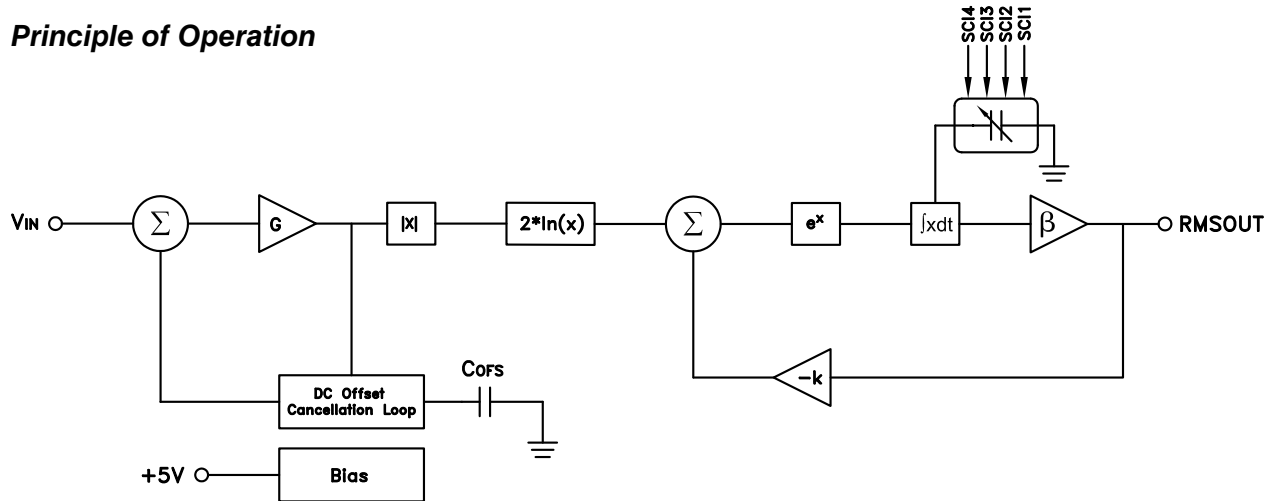 Principle of Operation
SCI4
SCI3
SCI2
SCI1
VIN
Σ
G
|x|
2*ln(x)
Σ
eˣ
∫xdt
β
RMSOUT
-k
DC Offset
Cancellation Loop
COFS
+5V
Bias